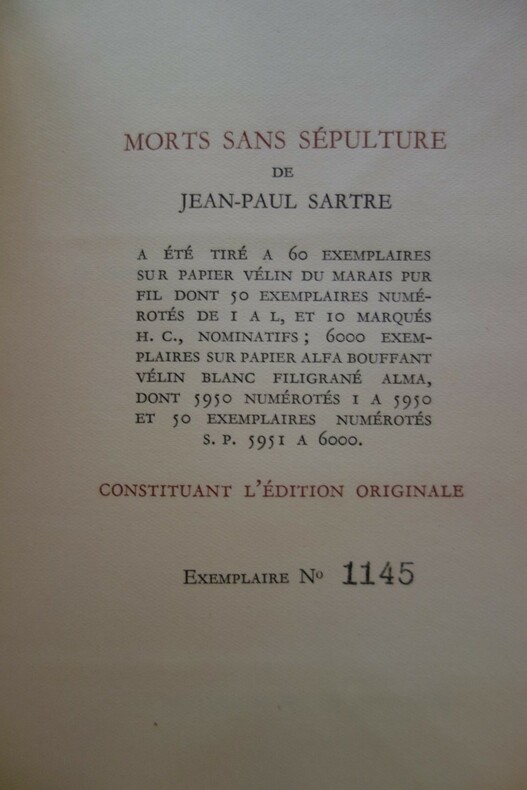 MORTS SANS SÉPULTURE
DE
JEAN-PAUL SARTRE
A ÉTÉ TIRÉ A 60 EXEMPLAIRES
SUR PAPIER VÉLIN DU MARAIS PUR
FIL DONT 50 EXEMPLAIRES NUMÉ-
ROTÉS DE I A L, ET 10 MARQUÉS
H. C., NOMINATIFS ; 6000 EXEM-
PLAIRES SUR PAPIER ALFA BOUFFANT
VÉLIN BLANC FILIGRANÉ ALMA,
DONT 5950 NUMÉROTÉS 1 A 5950
ET 50 EXEMPLAIRES NUMÉROTÉS
S. P. 5951 A 6000.
CONSTITUANT L'ÉDITION ORIGINALE
EXEMPLAIRE Nº 1145